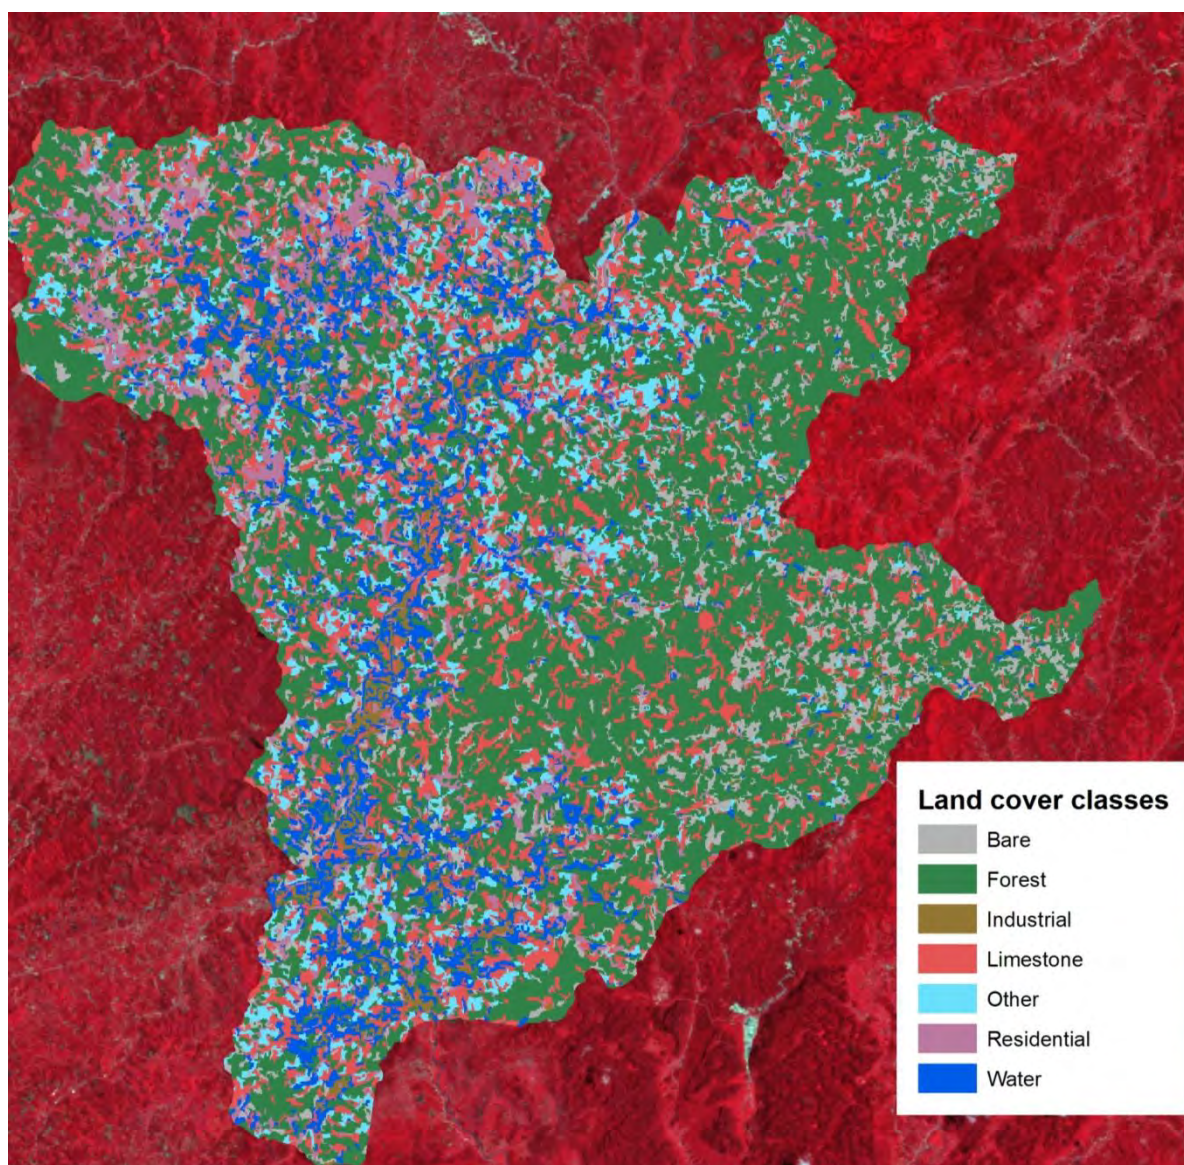 Land cover classes
Bare
Forest
Industrial
Limestone
Other
Residential
Water